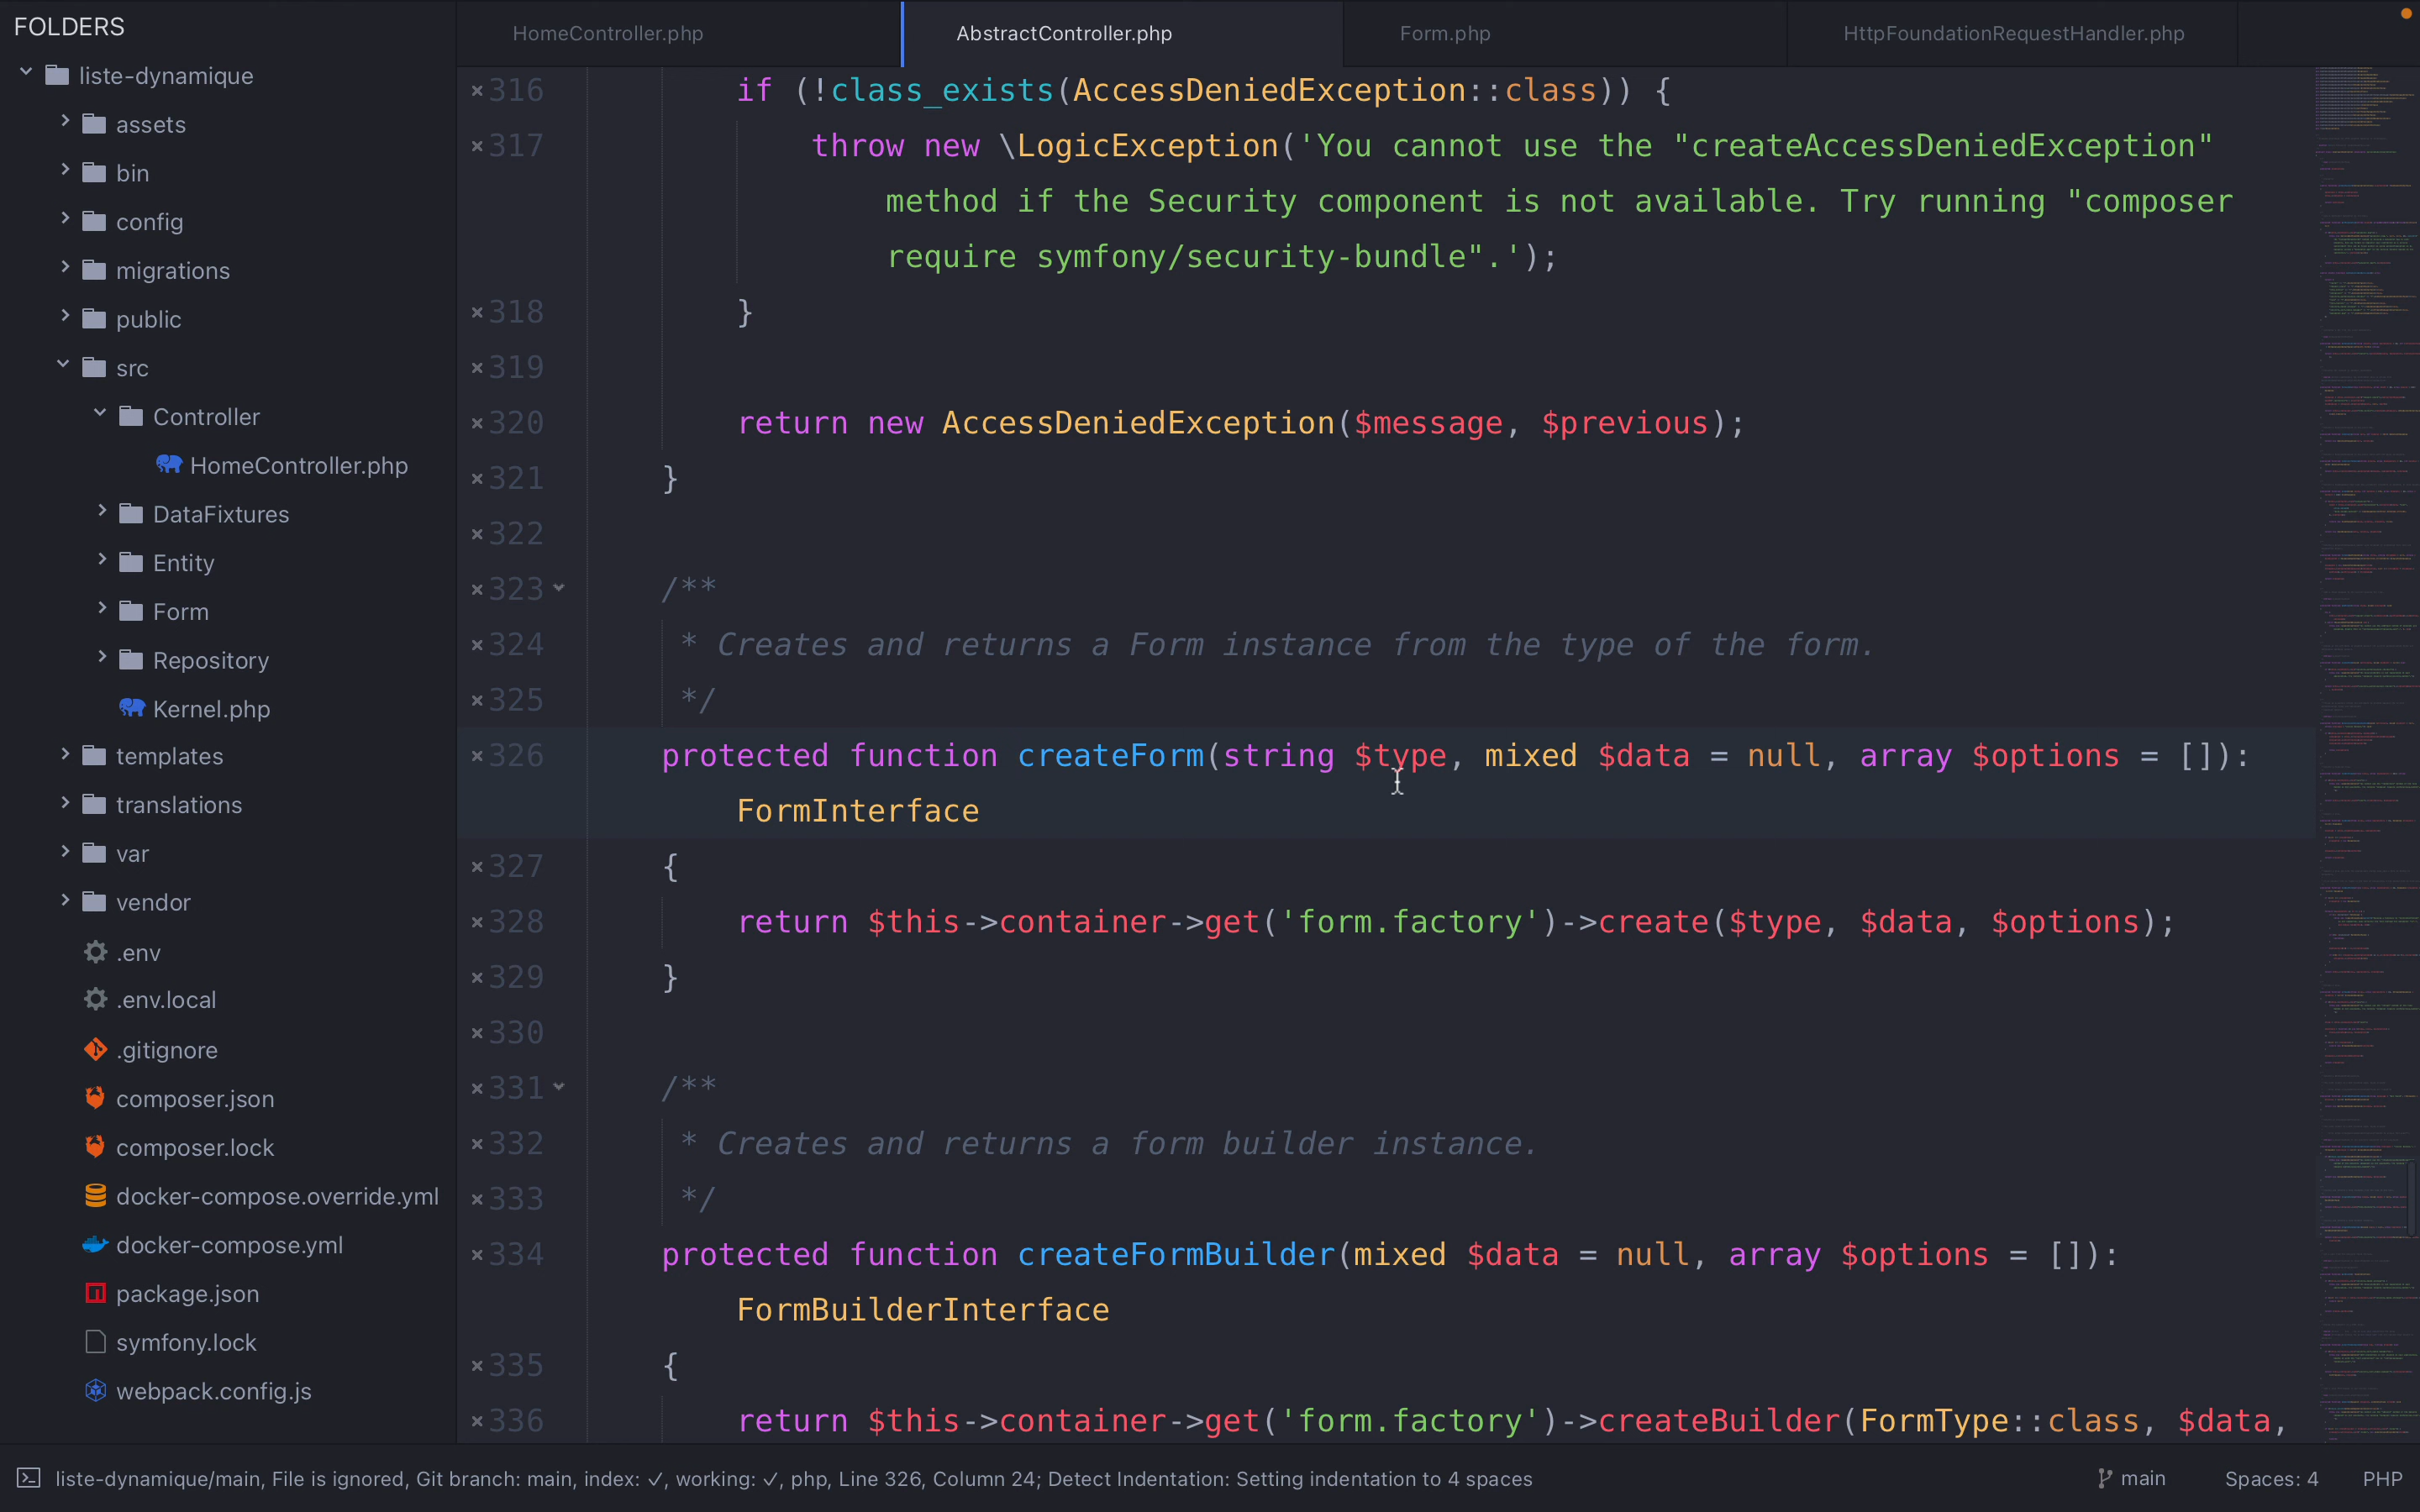 FOLDERS
liste-dynamique
assets
bin
config
migrations
public
src
Controller
HomeController.php
DataFixtures
Entity
Form
Repository
Kernel.php
templates
translations
var
vendor
.env
.env.local
.gitignore
composer.json
composer.lock
docker-compose.override.yml
docker-compose.yml
package.json
symfony.lock
webpack.config.js
HomeController.php AbstractController.php Form.php HttpFoundationRequestHandler.php
×316 if (!class_exists(AccessDeniedException::class)) {
×317 throw new \LogicException('You cannot use the "createAccessDeniedException"
method if the Security component is not available. Try running "composer
require symfony/security-bundle".');
×318 }
×319
×320 return new AccessDeniedException($message, $previous);
×321 }
×322
×323 /**
×324 * Creates and returns a Form instance from the type of the form.
×325 */
×326 protected function createForm(string $type, mixed $data = null, array $options = []):
FormInterface
×327 {
×328 return $this->container->get('form.factory')->create($type, $data, $options);
×329 }
×330
×331 /**
×332 * Creates and returns a form builder instance.
×333 */
×334 protected function createFormBuilder(mixed $data = null, array $options = []):
FormBuilderInterface
×335 {
×336 return $this->container->get('form.factory')->createBuilder(FormType::class, $data,
liste-dynamique/main, File is ignored, Git branch: main, index: ✓, working: ✓, php, Line 326, Column 24; Detect Indentation: Setting indentation to 4 spaces main Spaces: 4 PHP